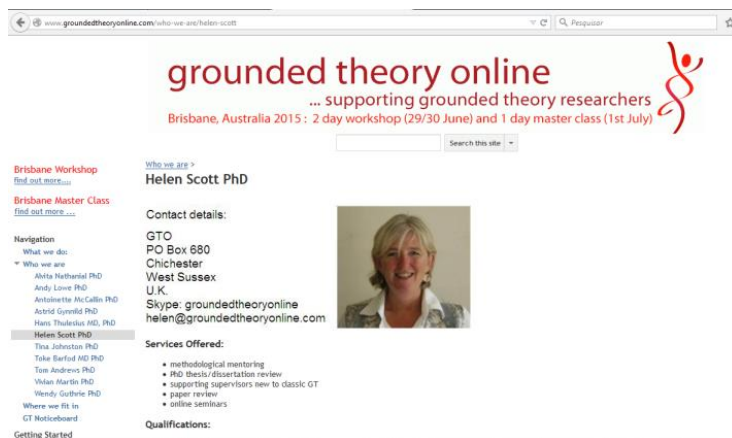 www.groundedtheoryonline.com/who-we-are/helen-scott
Pesquisar
grounded theory online
... supporting grounded theory researchers
Brisbane, Australia 2015 : 2 day workshop (29/30 June) and 1 day master class (1st July)
Search this site
Brisbane Workshop
find out more....
Brisbane Master Class
find out more ...
Navigation
What we do:
Who we are
Alvita Nathaniel PhD
Andy Lowe PhD
Antoinette McCallin PhD
Astrid Gynnild PhD
Hans Thulesius MD, PhD
Helen Scott PhD
Tina Johnston PhD
Toke Barfod MD PhD
Tom Andrews PhD
Vivian Martin PhD
Wendy Guthrie PhD
Where we fit in
GT Noticeboard
Getting Started
Who we are >
Helen Scott PhD
Contact details:
GTO
PO Box 680
Chichester
West Sussex
U.K.
Skype: groundedtheoryonline
helen@groundedtheoryonline.com
Services Offered:
methodological mentoring
PhD thesis/dissertation review
supporting supervisors new to classic GT
paper review
online seminars
Qualifications: